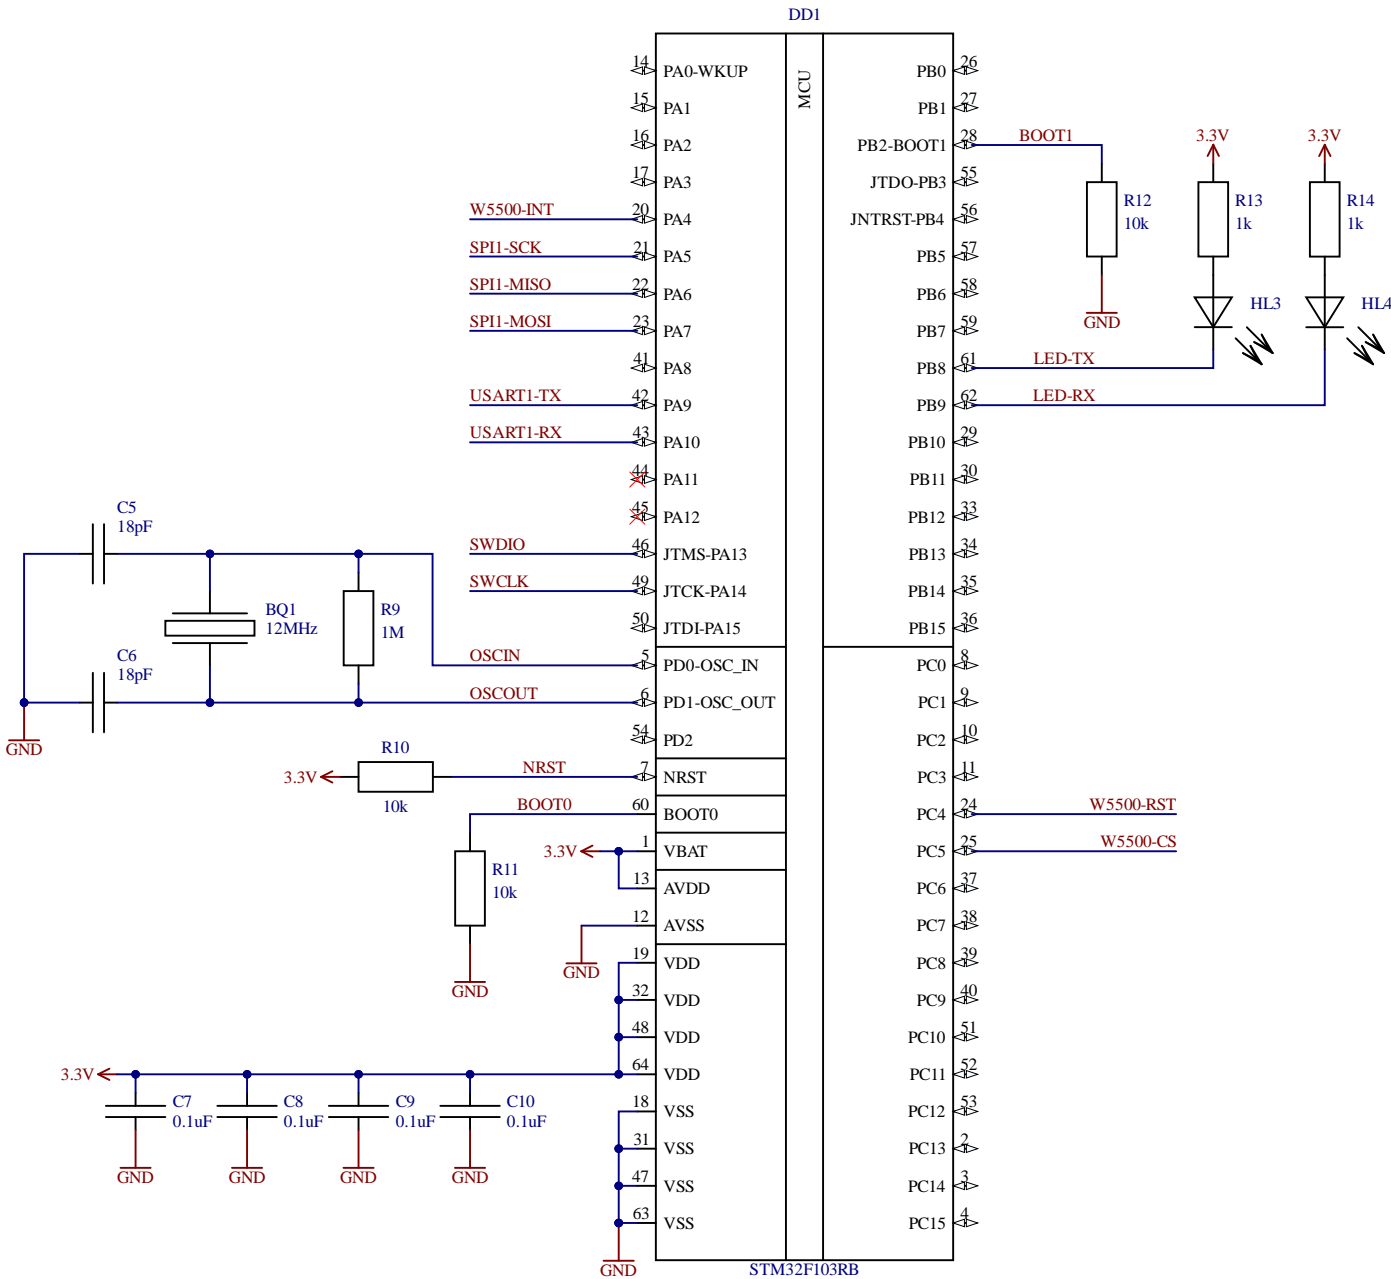 DD1
MCU
14 PA0-WKUP
15 PA1
16 PA2
17 PA3
W5500-INT 20 PA4
SPI1-SCK 21 PA5
SPI1-MISO 22 PA6
SPI1-MOSI 23 PA7
41 PA8
USART1-TX 42 PA9
USART1-RX 43 PA10
44 PA11
45 PA12
SWDIO 46 JTMS-PA13
SWCLK 49 JTCK-PA14
50 JTDI-PA15
OSCIN 5 PD0-OSC_IN
OSCOUT 6 PD1-OSC_OUT
54 PD2
3.3V NRST 7 NRST
BOOT0 60 BOOT0
3.3V 1 VBAT
13 AVDD
12 AVSS
GND
19 VDD
32 VDD
48 VDD
3.3V 64 VDD
18 VSS
31 VSS
47 VSS
63 VSS
GND
C5
18pF
BQ1
12MHz
R9
1M
C6
18pF
GND
R10
10k
R11
10k
GND
C7
0.1uF
GND
C8
0.1uF
GND
C9
0.1uF
GND
C10
0.1uF
GND
PB0 26
PB1 27
PB2-BOOT1 28 BOOT1
JTDO-PB3 55
JNTRST-PB4 56
PB5 57
PB6 58
PB7 59
PB8 61 LED-TX
PB9 62 LED-RX
PB10 29
PB11 30
PB12 33
PB13 34
PB14 35
PB15 36
PC0 8
PC1 9
PC2 10
PC3 11
PC4 24 W5500-RST
PC5 25 W5500-CS
PC6 37
PC7 38
PC8 39
PC9 40
PC10 51
PC11 52
PC12 53
PC13 2
PC14 3
PC15 4
R12
10k
GND
3.3V
R13
1k
HL3
3.3V
R14
1k
HL4
STM32F103RB